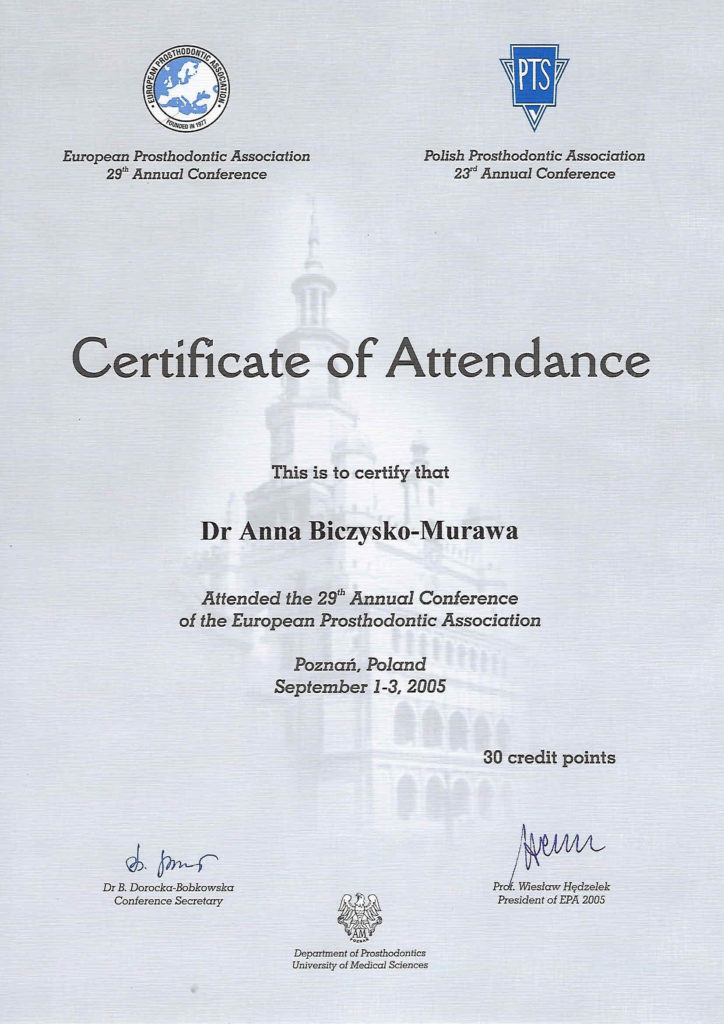 EUROPEAN PROSTHODONTIC ASSOCIATION
FOUNDED IN 1977
PTS
European Prosthodontic Association
29th Annual Conference
Polish Prosthodontic Association
23rd Annual Conference
Certificate of Attendance
This is to certify that
Dr Anna Biczysko-Murawa
Attended the 29th Annual Conference
of the European Prosthodontic Association
Poznań, Poland
September 1-3, 2005
30 credit points
Dr B. Dorocka-Bobkowska
Conference Secretary
Prof. Wiesław Hędzelek
President of EPA 2005
AM
POZNAŃ
Department of Prosthodontics
University of Medical Sciences